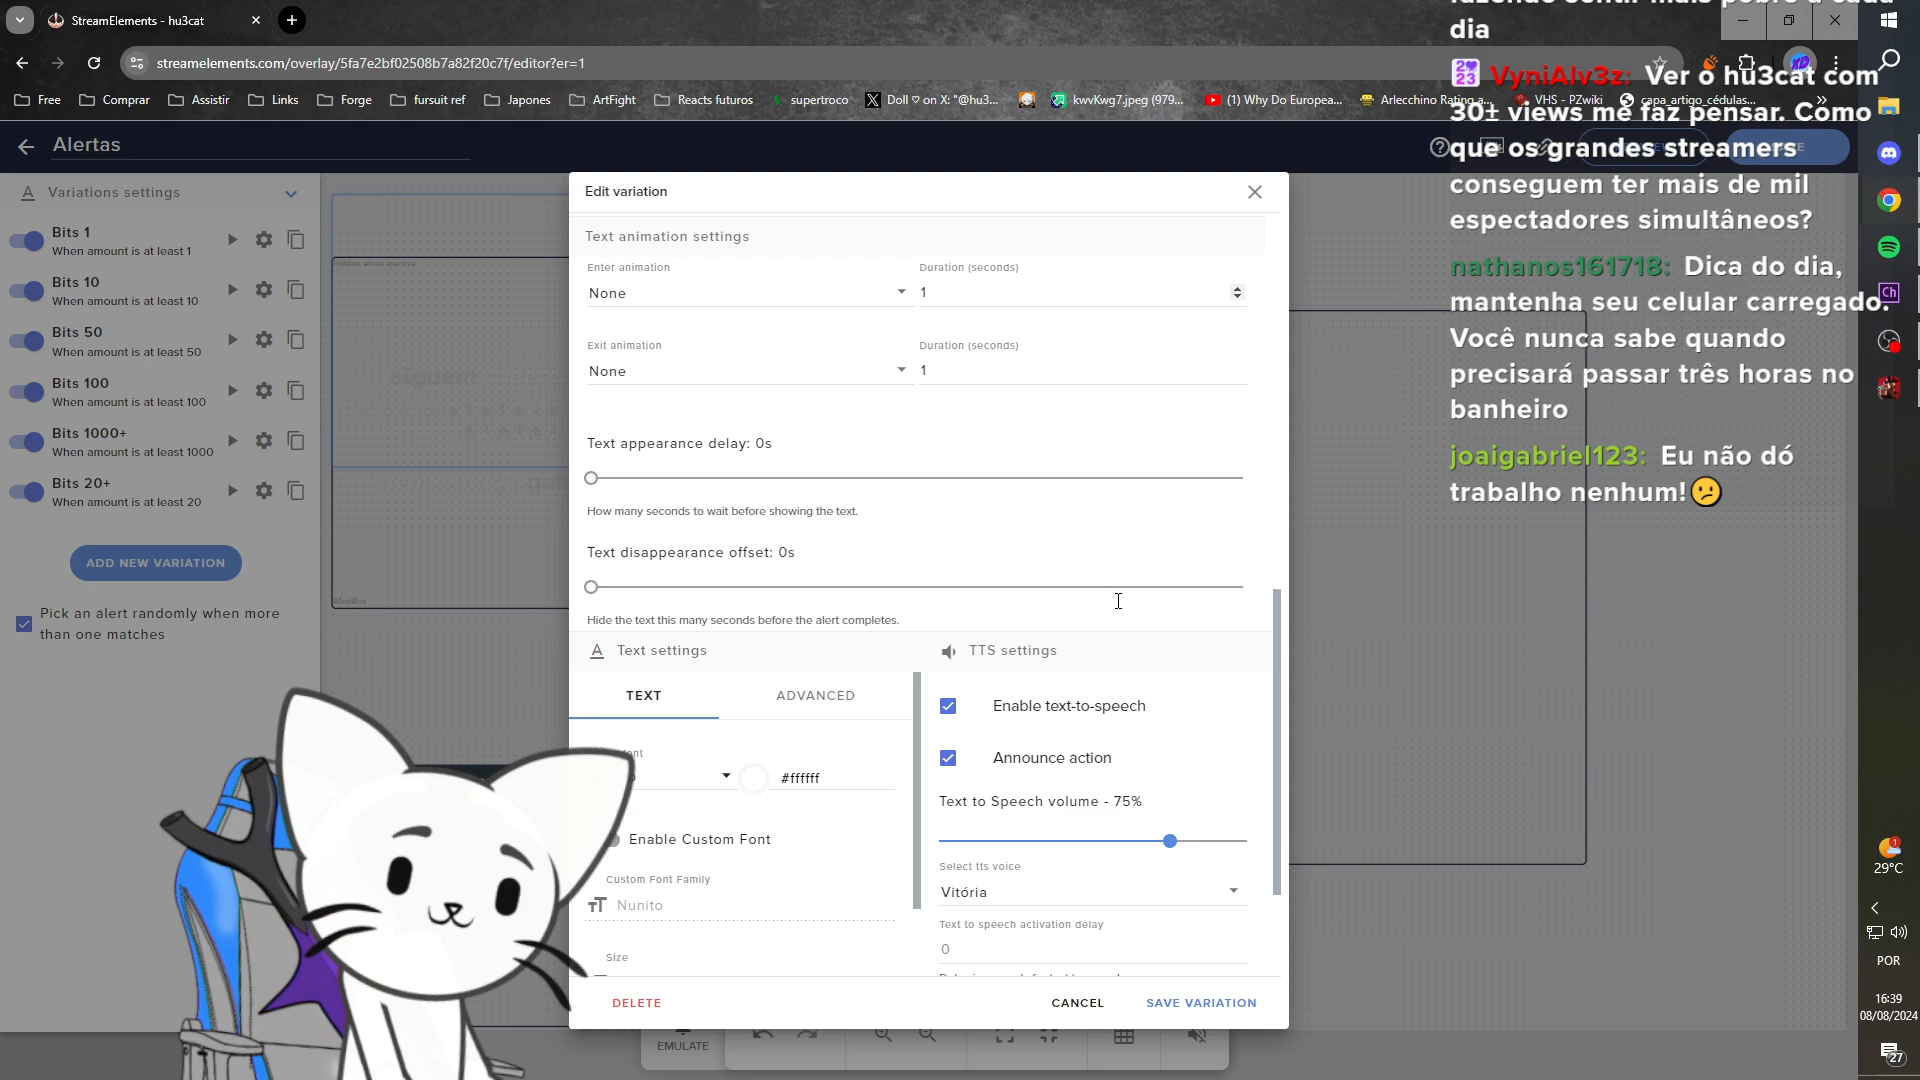 StreamElements - hu3cat
streamelements.com/overlay/5fa7e2bf02508b7a82f20c7f/editor?er=1
Free
Comprar
Assistir
Links
Forge
fursuit ref
Japones
ArtFight
Reacts futuros
supertroco
Doll ♡ on X: "@hu3...
kwvKwg7.jpeg (979...
(1) Why Do Europea...
Arlecchino Rating a...
VHS - PZwiki
capa_artigo_cédulas...
»
Alertas
Variations settings
Bits 1
When amount is at least 1
Bits 10
When amount is at least 10
Bits 50
When amount is at least 50
Bits 100
When amount is at least 100
Bits 1000+
When amount is at least 1000
Bits 20+
When amount is at least 20
ADD NEW VARIATION
Pick an alert randomly when more
than one matches
Hidden when inactive
alguem
AlertBox
Edit variation
Text animation settings
Enter animation
None
Duration (seconds)
1
Exit animation
None
Duration (seconds)
1
Text appearance delay: 0s
How many seconds to wait before showing the text.
Text disappearance offset: 0s
Hide the text this many seconds before the alert completes.
Text settings
TEXT
ADVANCED
#ffffff
Enable Custom Font
Custom Font Family
Nunito
Size
TTS settings
Enable text-to-speech
Announce action
Text to Speech volume - 75%
Select tts voice
Vitória
Text to speech activation delay
0
DELETE
CANCEL
SAVE VARIATION
EMULATE
dia
VyniAlv3z: Ver o hu3cat com
30± views me faz pensar. Como
que os grandes streamers
conseguem ter mais de mil
espectadores simultâneos?
nathanos161718: Dica do dia,
mantenha seu celular carregado.
Você nunca sabe quando
precisará passar três horas no
banheiro
joaigabriel123: Eu não dó
trabalho nenhum!
Ch
1
29°C
POR
16:39
08/08/2024
27